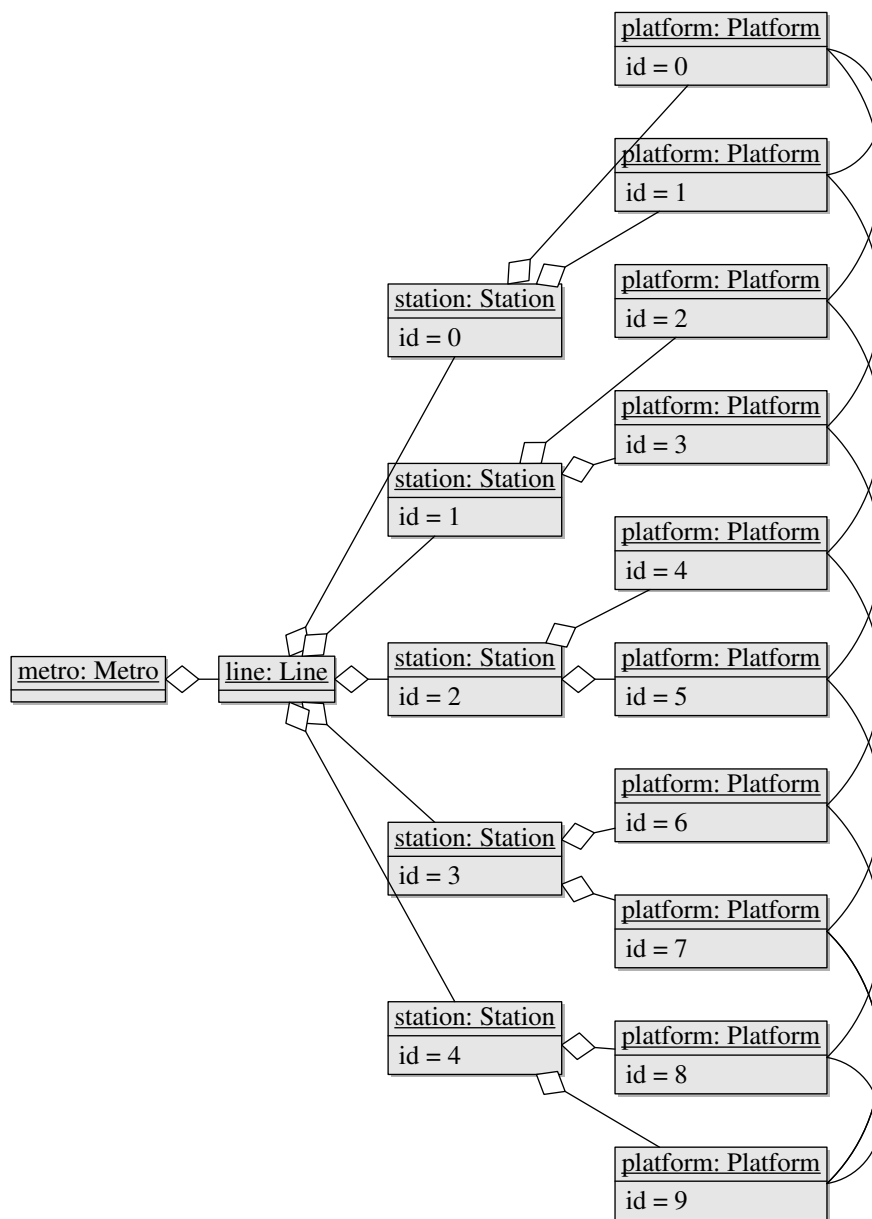 platform: Platform
id = 0
platform: Platform
id = 1
platform: Platform
id = 2
station: Station
id = 0
platform: Platform
id = 3
station: Station
id = 1
platform: Platform
id = 4
metro: Metro
line: Line
station: Station
id = 2
platform: Platform
id = 5
platform: Platform
id = 6
station: Station
id = 3
platform: Platform
id = 7
station: Station
id = 4
platform: Platform
id = 8
platform: Platform
id = 9